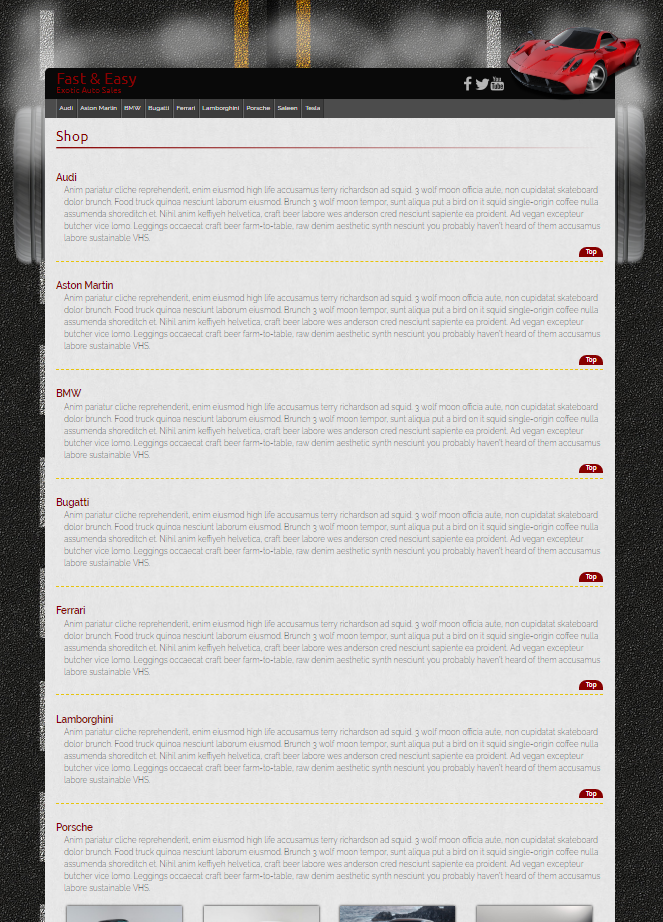 Fast & Easy
Exotic Auto Sales
You
Tube
Audi Aston Martin BMW Bugatti Ferrari Lamborghini Porsche Saleen Tesla
Shop
Audi
Anim pariatur cliche reprehenderit, enim eiusmod high life accusamus terry richardson ad squid. 3 wolf moon officia aute, non cupidatat skateboard
dolor brunch. Food truck quinoa nesciunt laborum eiusmod. Brunch 3 wolf moon tempor, sunt aliqua put a bird on it squid single-origin coffee nulla
assumenda shoreditch et. Nihil anim keffiyeh helvetica, craft beer labore wes anderson cred nesciunt sapiente ea proident. Ad vegan excepteur
butcher vice lomo. Leggings occaecat craft beer farm-to-table, raw denim aesthetic synth nesciunt you probably haven't heard of them accusamus
labore sustainable VHS.
Top
Aston Martin
Anim pariatur cliche reprehenderit, enim eiusmod high life accusamus terry richardson ad squid. 3 wolf moon officia aute, non cupidatat skateboard
dolor brunch. Food truck quinoa nesciunt laborum eiusmod. Brunch 3 wolf moon tempor, sunt aliqua put a bird on it squid single-origin coffee nulla
assumenda shoreditch et. Nihil anim keffiyeh helvetica, craft beer labore wes anderson cred nesciunt sapiente ea proident. Ad vegan excepteur
butcher vice lomo. Leggings occaecat craft beer farm-to-table, raw denim aesthetic synth nesciunt you probably haven't heard of them accusamus
labore sustainable VHS.
Top
BMW
Anim pariatur cliche reprehenderit, enim eiusmod high life accusamus terry richardson ad squid. 3 wolf moon officia aute, non cupidatat skateboard
dolor brunch. Food truck quinoa nesciunt laborum eiusmod. Brunch 3 wolf moon tempor, sunt aliqua put a bird on it squid single-origin coffee nulla
assumenda shoreditch et. Nihil anim keffiyeh helvetica, craft beer labore wes anderson cred nesciunt sapiente ea proident. Ad vegan excepteur
butcher vice lomo. Leggings occaecat craft beer farm-to-table, raw denim aesthetic synth nesciunt you probably haven't heard of them accusamus
labore sustainable VHS.
Top
Bugatti
Anim pariatur cliche reprehenderit, enim eiusmod high life accusamus terry richardson ad squid. 3 wolf moon officia aute, non cupidatat skateboard
dolor brunch. Food truck quinoa nesciunt laborum eiusmod. Brunch 3 wolf moon tempor, sunt aliqua put a bird on it squid single-origin coffee nulla
assumenda shoreditch et. Nihil anim keffiyeh helvetica, craft beer labore wes anderson cred nesciunt sapiente ea proident. Ad vegan excepteur
butcher vice lomo. Leggings occaecat craft beer farm-to-table, raw denim aesthetic synth nesciunt you probably haven't heard of them accusamus
labore sustainable VHS.
Top
Ferrari
Anim pariatur cliche reprehenderit, enim eiusmod high life accusamus terry richardson ad squid. 3 wolf moon officia aute, non cupidatat skateboard
dolor brunch. Food truck quinoa nesciunt laborum eiusmod. Brunch 3 wolf moon tempor, sunt aliqua put a bird on it squid single-origin coffee nulla
assumenda shoreditch et. Nihil anim keffiyeh helvetica, craft beer labore wes anderson cred nesciunt sapiente ea proident. Ad vegan excepteur
butcher vice lomo. Leggings occaecat craft beer farm-to-table, raw denim aesthetic synth nesciunt you probably haven't heard of them accusamus
labore sustainable VHS.
Top
Lamborghini
Anim pariatur cliche reprehenderit, enim eiusmod high life accusamus terry richardson ad squid. 3 wolf moon officia aute, non cupidatat skateboard
dolor brunch. Food truck quinoa nesciunt laborum eiusmod. Brunch 3 wolf moon tempor, sunt aliqua put a bird on it squid single-origin coffee nulla
assumenda shoreditch et. Nihil anim keffiyeh helvetica, craft beer labore wes anderson cred nesciunt sapiente ea proident. Ad vegan excepteur
butcher vice lomo. Leggings occaecat craft beer farm-to-table, raw denim aesthetic synth nesciunt you probably haven't heard of them accusamus
labore sustainable VHS.
Top
Porsche
Anim pariatur cliche reprehenderit, enim eiusmod high life accusamus terry richardson ad squid. 3 wolf moon officia aute, non cupidatat skateboard
dolor brunch. Food truck quinoa nesciunt laborum eiusmod. Brunch 3 wolf moon tempor, sunt aliqua put a bird on it squid single-origin coffee nulla
assumenda shoreditch et. Nihil anim keffiyeh helvetica, craft beer labore wes anderson cred nesciunt sapiente ea proident. Ad vegan excepteur
butcher vice lomo. Leggings occaecat craft beer farm-to-table, raw denim aesthetic synth nesciunt you probably haven't heard of them accusamus
labore sustainable VHS.